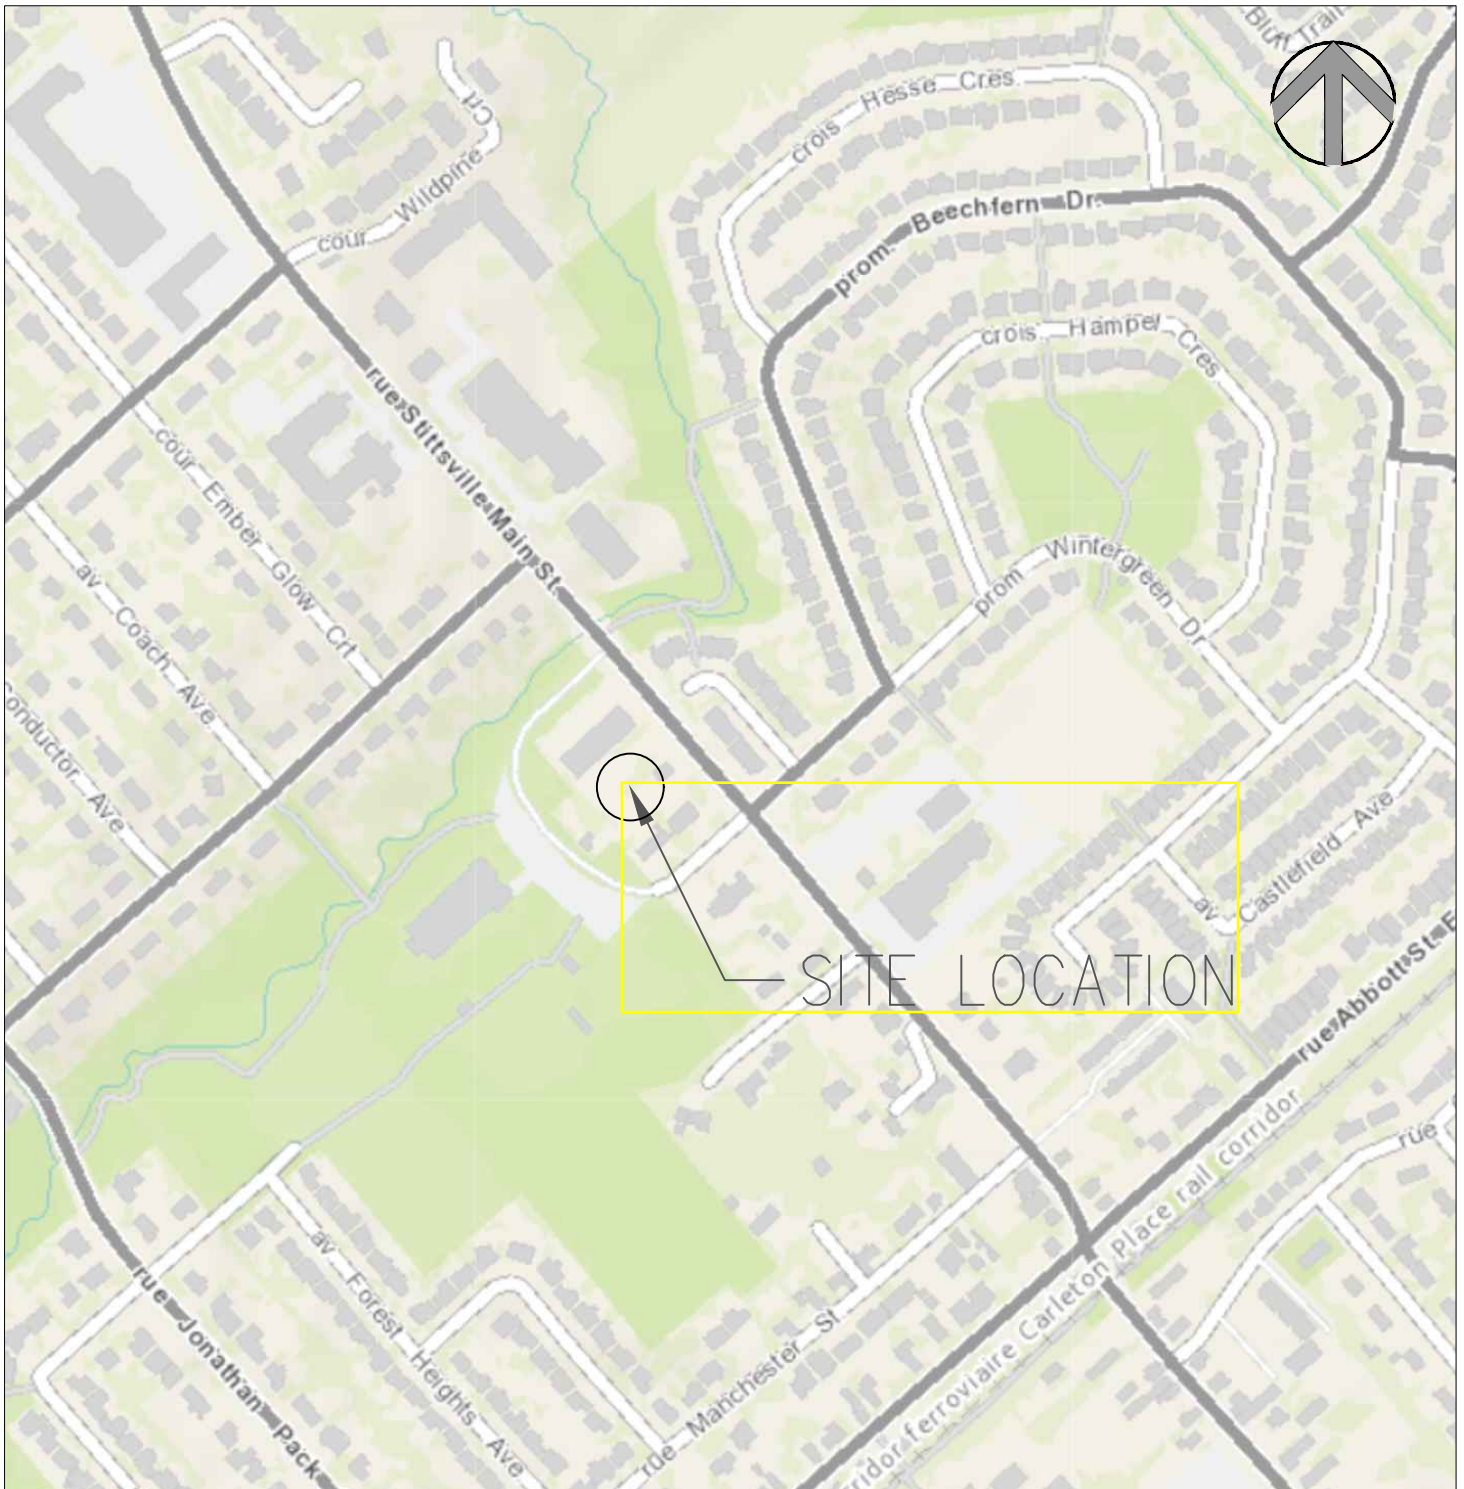 Bluff Trail
crois Hesse Cres.
Crt
cour Wildpine
prom. Beechfern Dr.
crois Hampel Cres.
rue Stittsville Main St.
cour Ember Glow Crt
av Coach Ave
Conductor Ave
prom Wintergreen Dr
av Castlefield Ave
SITE LOCATION
rue Abbott St E
rue
corridor ferroviaire Carleton Place rail corridor
av Forest Heights Ave
rue Manchester St
rue Jonathan Pack